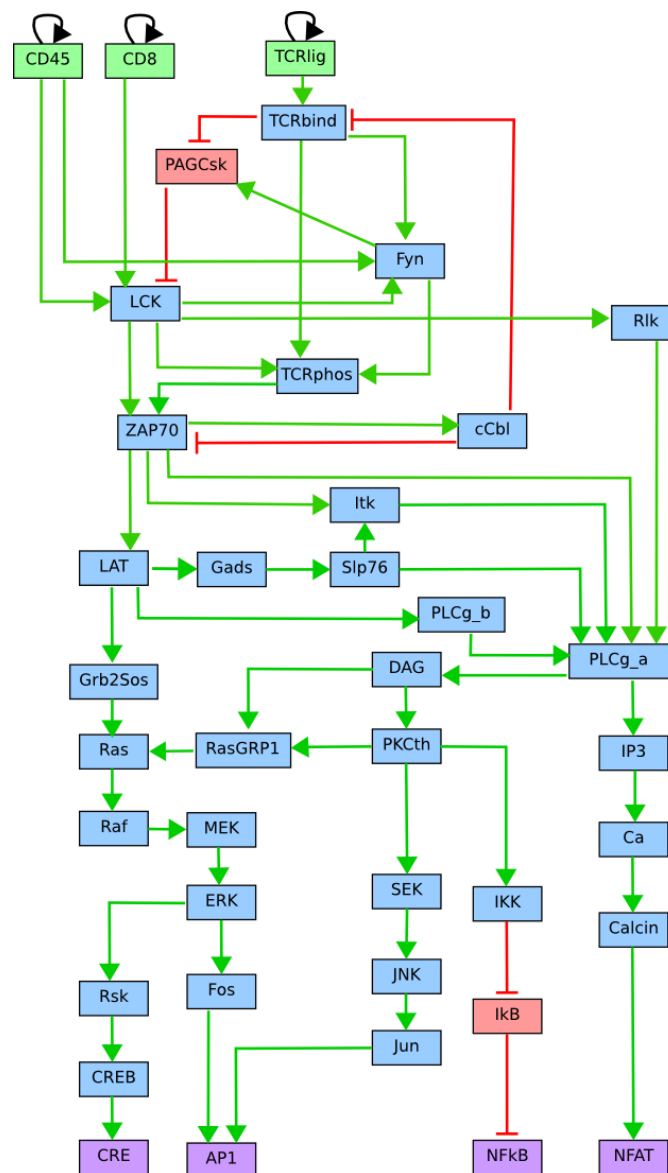 CD45
CD8
TCRlig
TCRbind
PAGCsk
Fyn
LCK
Rlk
TCRphos
ZAP70
cCbl
Itk
LAT
Gads
Slp76
PLCg_b
DAG
PLCg_a
Grb2Sos
Ras
RasGRP1
PKCth
IP3
Raf
MEK
Ca
SEK
ERK
IKK
Calcin
Rsk
Fos
JNK
IkB
CREB
Jun
CRE
AP1
NFkB
NFAT